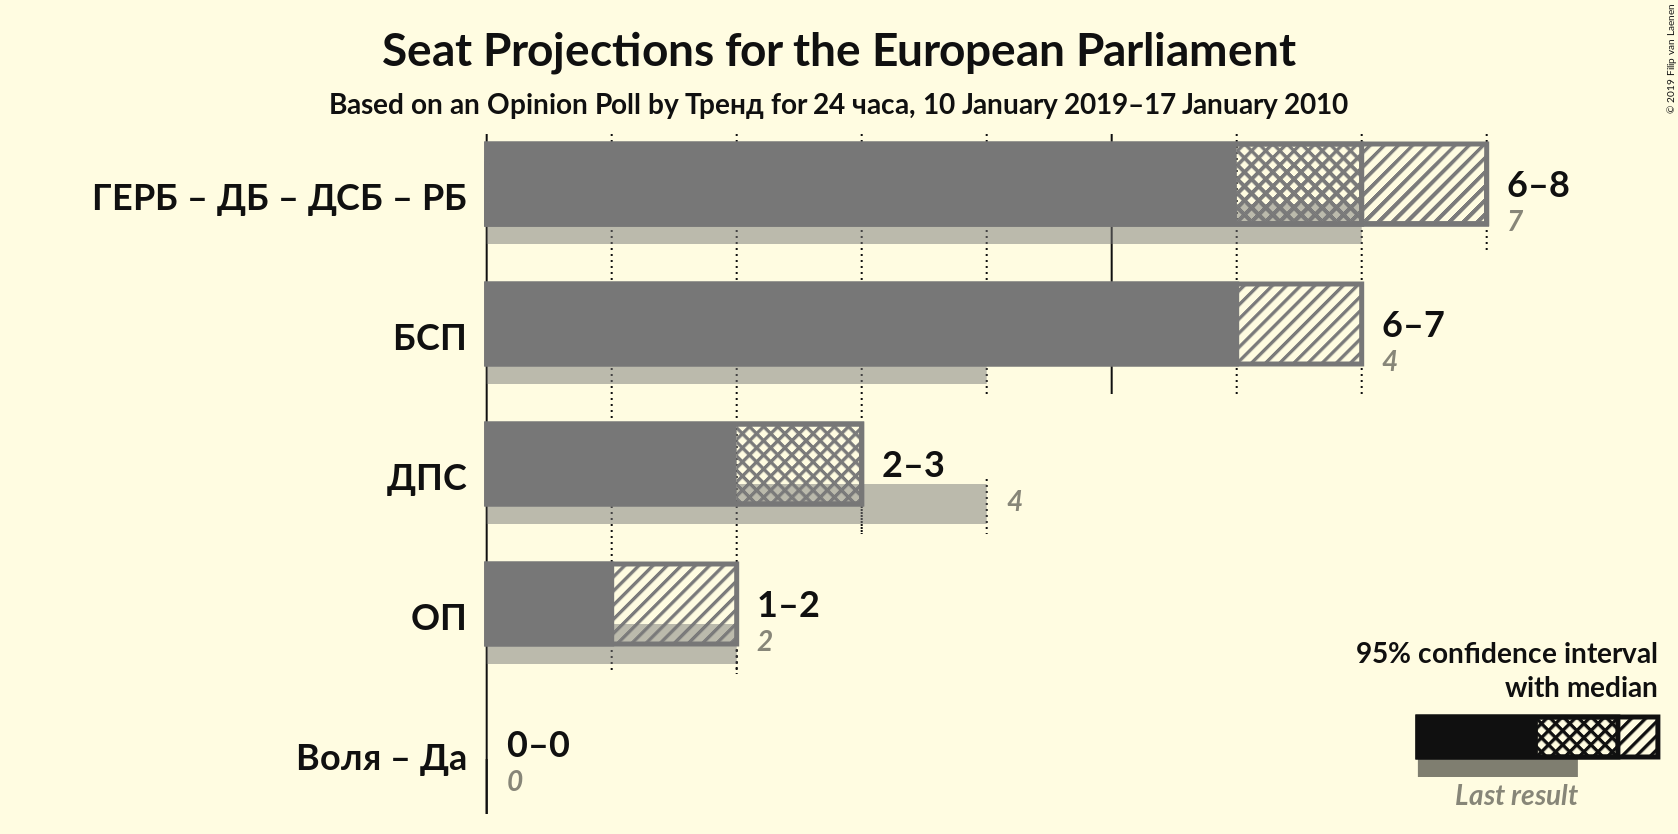 Seat Projections for the European Parliament
Based on an Opinion Poll by Тренд for 24 часа, 10 January 2019–17 January 2010
© 2019 Filip van Laenen
ГЕРБ – ДБ – ДСБ – РБ
6–8
7
БСП
6–7
4
ДПС
2–3
4
ОП
1–2
2
Воля – Да
0–0
0
95% confidence interval
with median
Last result